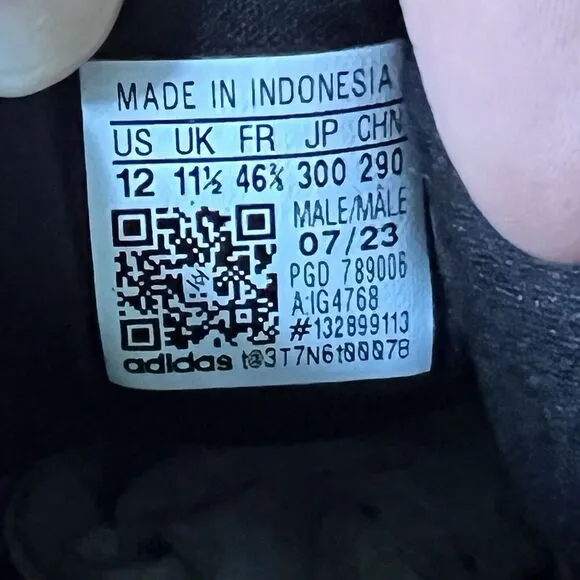 MADE IN INDONESIA
US UK FR JP CHN
12 11½ 46⅔ 300 290
MALE/MÂLE
07/23
PGD 789006
A:IG4768
#132899113
adidas t@3T7N6t00078